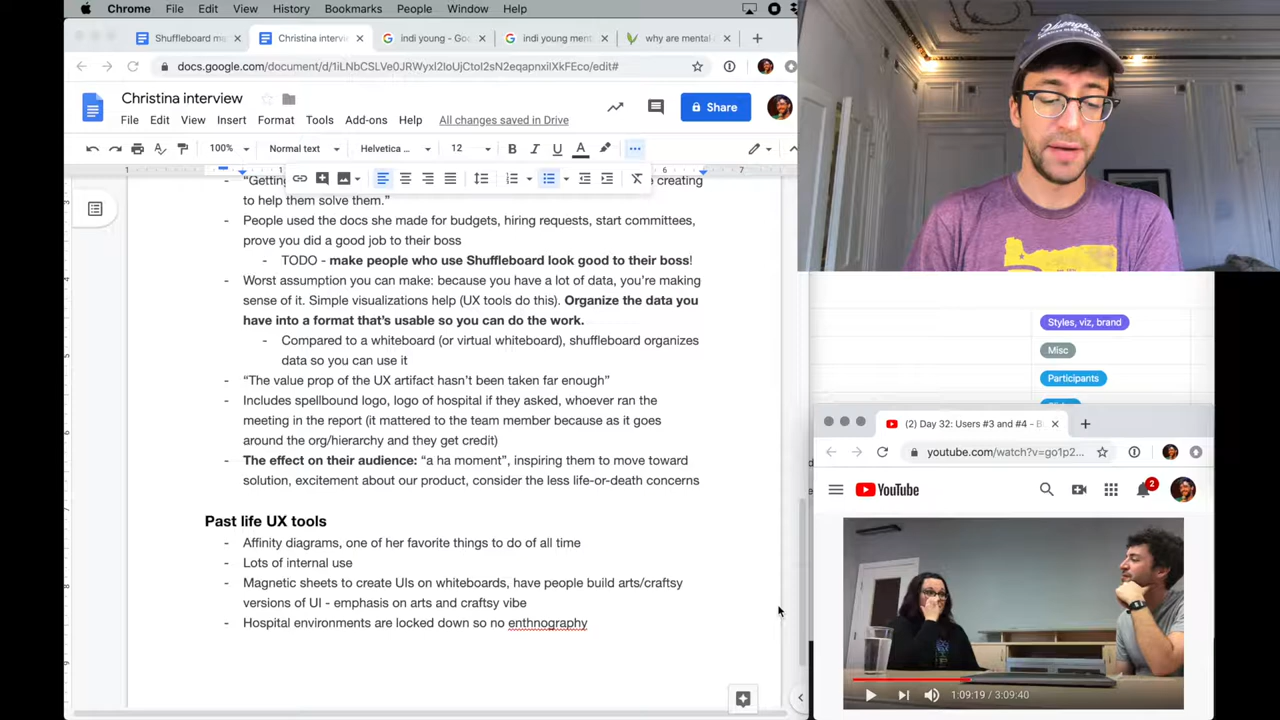 Chrome File Edit View History Bookmarks People Window Help
Shuffleboard m Christina intervi indi young - Go indi young men why are mental
docs.google.com/document/d/
Christina interview
File Edit View Insert Format Tools Add-ons Help All changes saved in Drive
Share
100% Normal text Helvetica ... 12 B I U A
1 7
- "Getting creating
to help them solve them."
- People used the docs she made for budgets, hiring requests, start committees,
prove you did a good job to their boss
- TODO - make people who use Shuffleboard look good to their boss!
- Worst assumption you can make: because you have a lot of data, you're making
sense of it. Simple visualizations help (UX tools do this). Organize the data you
have into a format that's usable so you can do the work.
- Compared to a whiteboard (or virtual whiteboard), shuffleboard organizes
data so you can use it
- "The value prop of the UX artifact hasn't been taken far enough"
- Includes spellbound logo, logo of hospital if they asked, whoever ran the
meeting in the report (it mattered to the team member because as it goes
around the org/hierarchy and they get credit)
- The effect on their audience: "a ha moment", inspiring them to move toward
solution, excitement about our product, consider the less life-or-death concerns
Past life UX tools
- Affinity diagrams, one of her favorite things to do of all time
- Lots of internal use
- Magnetic sheets to create UIs on whiteboards, have people build arts/craftsy
versions of UI - emphasis on arts and craftsy vibe
- Hospital environments are locked down so no enthnography
OREGON
Styles, viz, brand
Misc
Participants
(2) Day 32: Users #3 and #4 - B
youtube.com/watch?v=go1p2...
YouTube
2
1:09:19 / 3:09:40